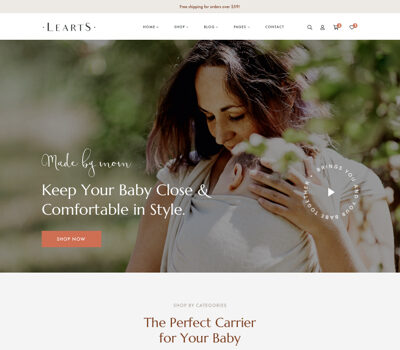 Free shipping for orders over $59!
LEARTS
HOME
SHOP
BLOG
PAGES
CONTACT
Made by mom
Keep Your Baby Close &
Comfortable in Style.
SHOP NOW
BRINGS YOU AND YOUR BABE TOGETHER
SHOP BY CATEGORIES
The Perfect Carrier
for Your Baby